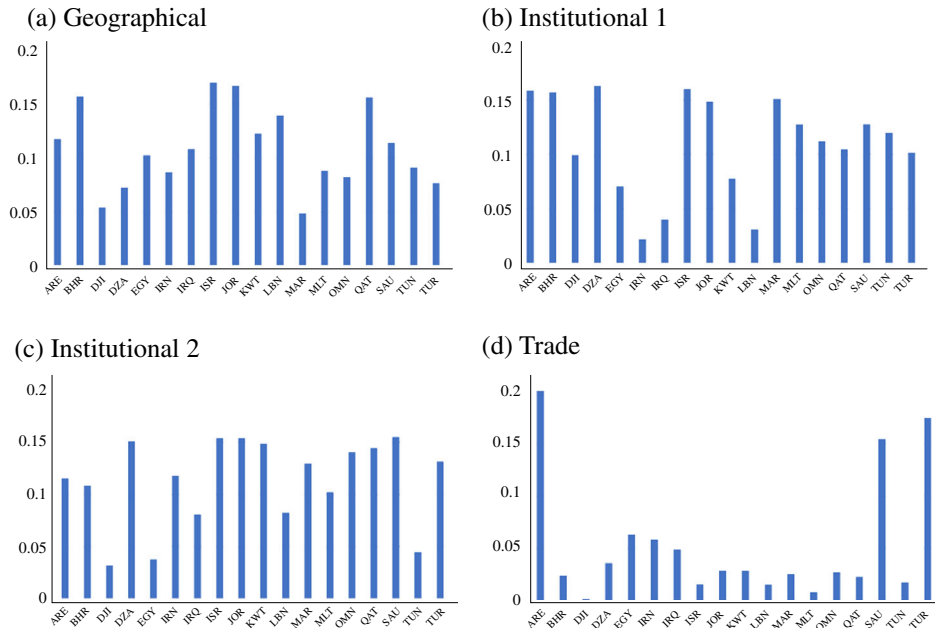 (a) Geographical
0.2
0.15
0.1
0.05
0
ARE BHR DJI DZA EGY IRN IRQ ISR JOR KWT LBN MAR MLT OMN QAT SAU TUN TUR
(b) Institutional 1
0.2
0.15
0.1
0.05
0
ARE BHR DJI DZA EGY IRN IRQ ISR JOR KWT LBN MAR MLT OMN QAT SAU TUN TUR
(c) Institutional 2
0.2
0.15
0.1
0.05
0
ARE BHR DJI DZA EGY IRN IRQ ISR JOR KWT LBN MAR MLT OMN QAT SAU TUN TUR
(d) Trade
0.2
0.15
0.1
0.05
0
ARE BHR DJI DZA EGY IRN IRQ ISR JOR KWT LBN MAR MLT OMN QAT SAU TUN TUR